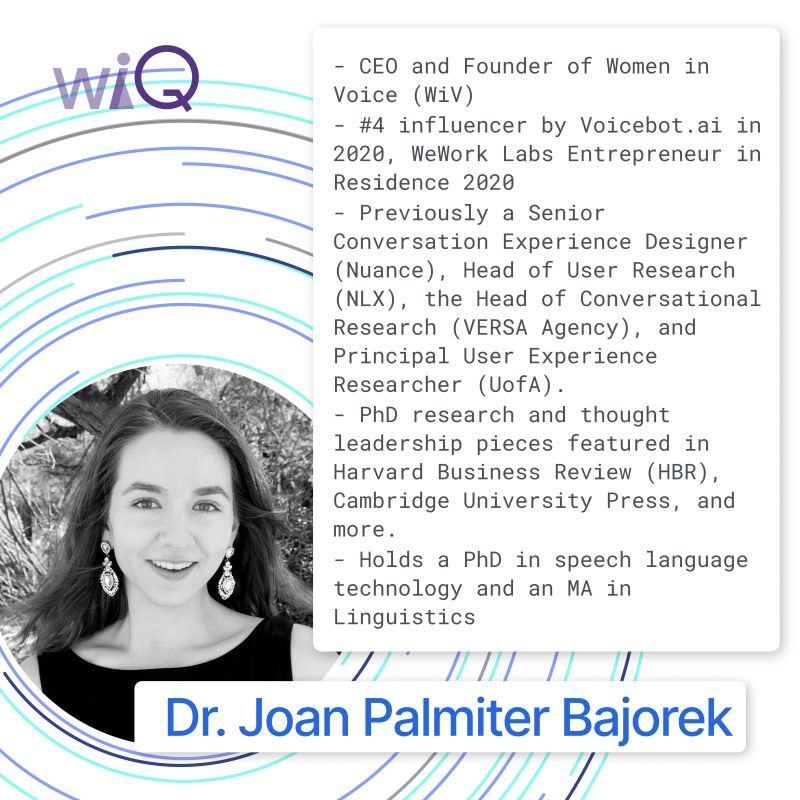 wiQ
- CEO and Founder of Women in
Voice (WiV)
- #4 influencer by Voicebot.ai in
2020, WeWork Labs Entrepreneur in
Residence 2020
- Previously a Senior
Conversation Experience Designer
(Nuance), Head of User Research
(NLX), the Head of Conversational
Research (VERSA Agency), and
Principal User Experience
Researcher (UofA).
- PhD research and thought
leadership pieces featured in
Harvard Business Review (HBR),
Cambridge University Press, and
more.
- Holds a PhD in speech language
technology and an MA in
Linguistics
Dr. Joan Palmiter Bajorek